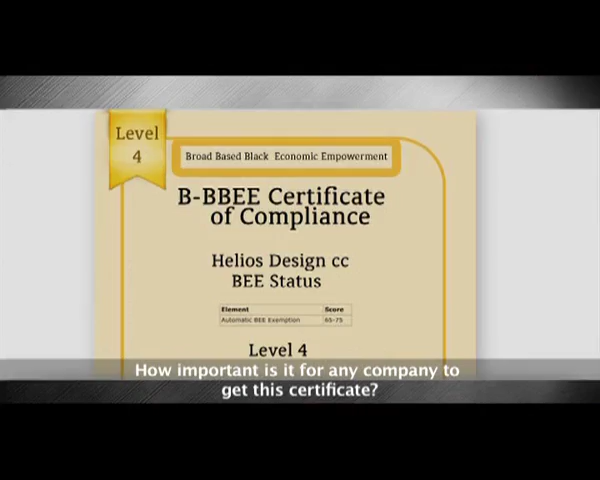 Level
4
Broad Based Black Economic Empowerment
B-BBEE Certificate
of Compliance
Helios Design cc
BEE Status
Element Score
Automatic BEE Exemption 65-75
Level 4
How important is it for any company to
get this certificate?